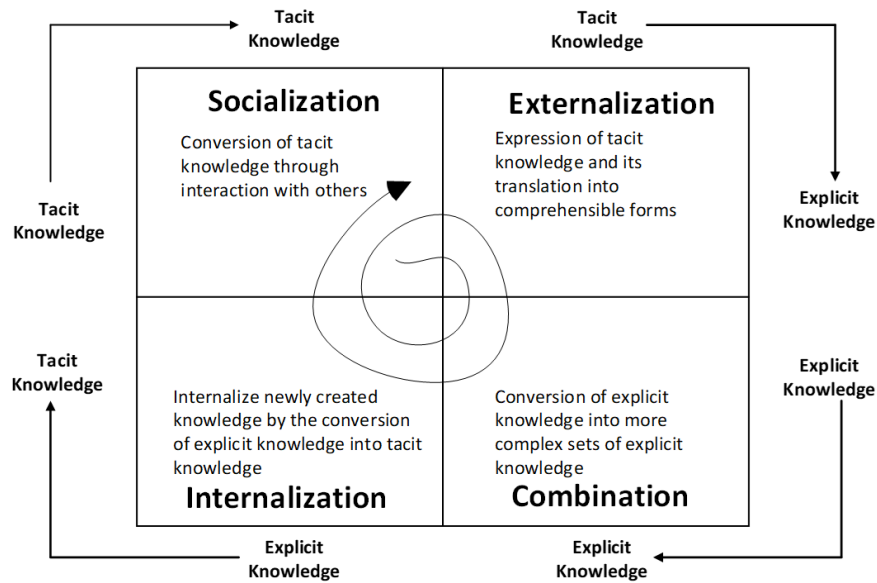 Tacit
Knowledge
Tacit
Knowledge
Socialization
Conversion of tacit
knowledge through
interaction with others
Externalization
Expression of tacit
knowledge and its
translation into
comprehensible forms
Tacit
Knowledge
Explicit
Knowledge
Tacit
Knowledge
Explicit
Knowledge
Internalize newly created
knowledge by the conversion
of explicit knowledge into tacit
knowledge
Internalization
Conversion of explicit
knowledge into more
complex sets of explicit
knowledge
Combination
Explicit
Knowledge
Explicit
Knowledge